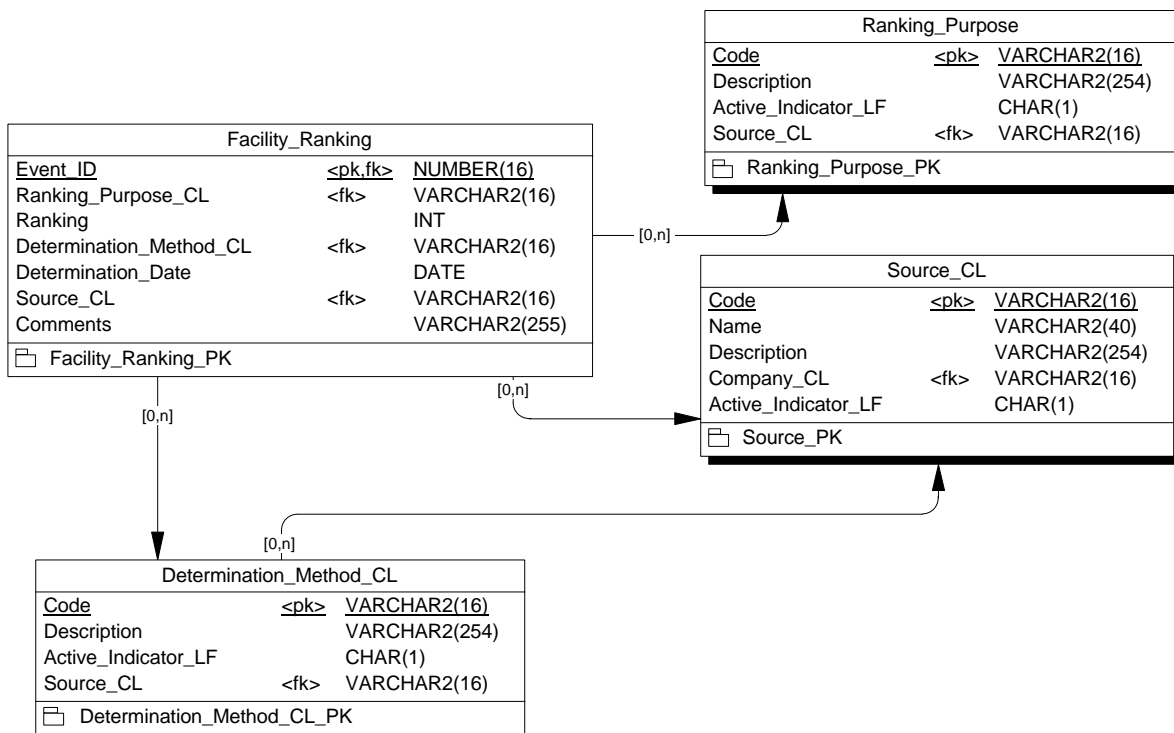 Ranking_Purpose
Code <pk> VARCHAR2(16)
Description VARCHAR2(254)
Active_Indicator_LF CHAR(1)
Source_CL <fk> VARCHAR2(16)
Ranking_Purpose_PK
Facility_Ranking
Event_ID <pk,fk> NUMBER(16)
Ranking_Purpose_CL <fk> VARCHAR2(16)
Ranking INT
Determination_Method_CL <fk> VARCHAR2(16)
Determination_Date DATE
Source_CL <fk> VARCHAR2(16)
Comments VARCHAR2(255)
Facility_Ranking_PK
[0,n]
Source_CL
Code <pk> VARCHAR2(16)
Name VARCHAR2(40)
Description VARCHAR2(254)
Company_CL <fk> VARCHAR2(16)
Active_Indicator_LF CHAR(1)
Source_PK
[0,n]
[0,n]
[0,n]
Determination_Method_CL
Code <pk> VARCHAR2(16)
Description VARCHAR2(254)
Active_Indicator_LF CHAR(1)
Source_CL <fk> VARCHAR2(16)
Determination_Method_CL_PK